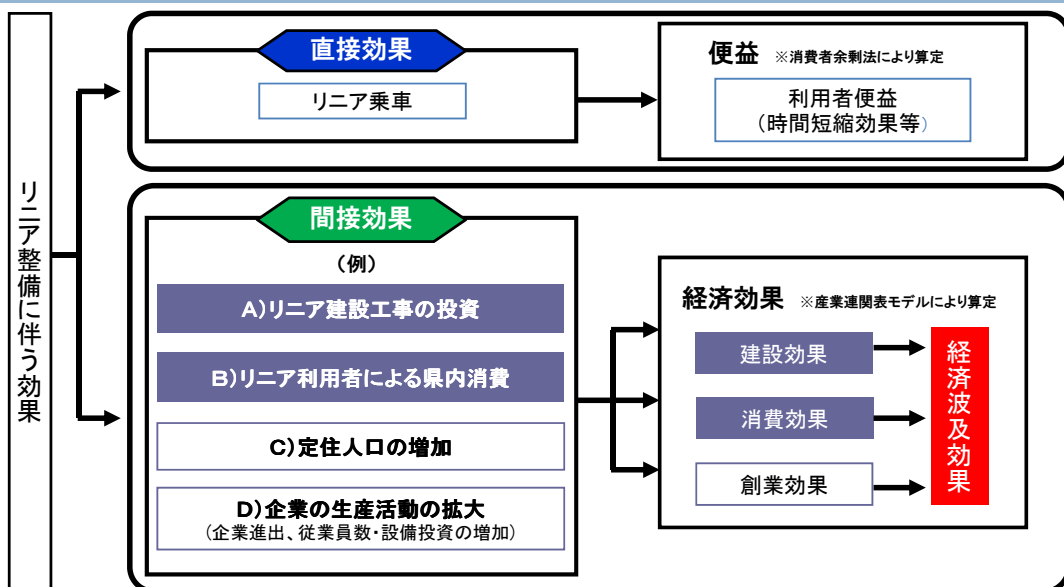 リニア整備に伴う効果
直接効果
リニア乗車
便益 ※消費者余剰法により算定
利用者便益
(時間短縮効果等)
間接効果
(例)
A)リニア建設工事の投資
B)リニア利用者による県内消費
C)定住人口の増加
D)企業の生産活動の拡大
(企業進出、従業員数・設備投資の増加)
経済効果 ※産業連関表モデルにより算定
建設効果
消費効果
創業効果
経済波及効果